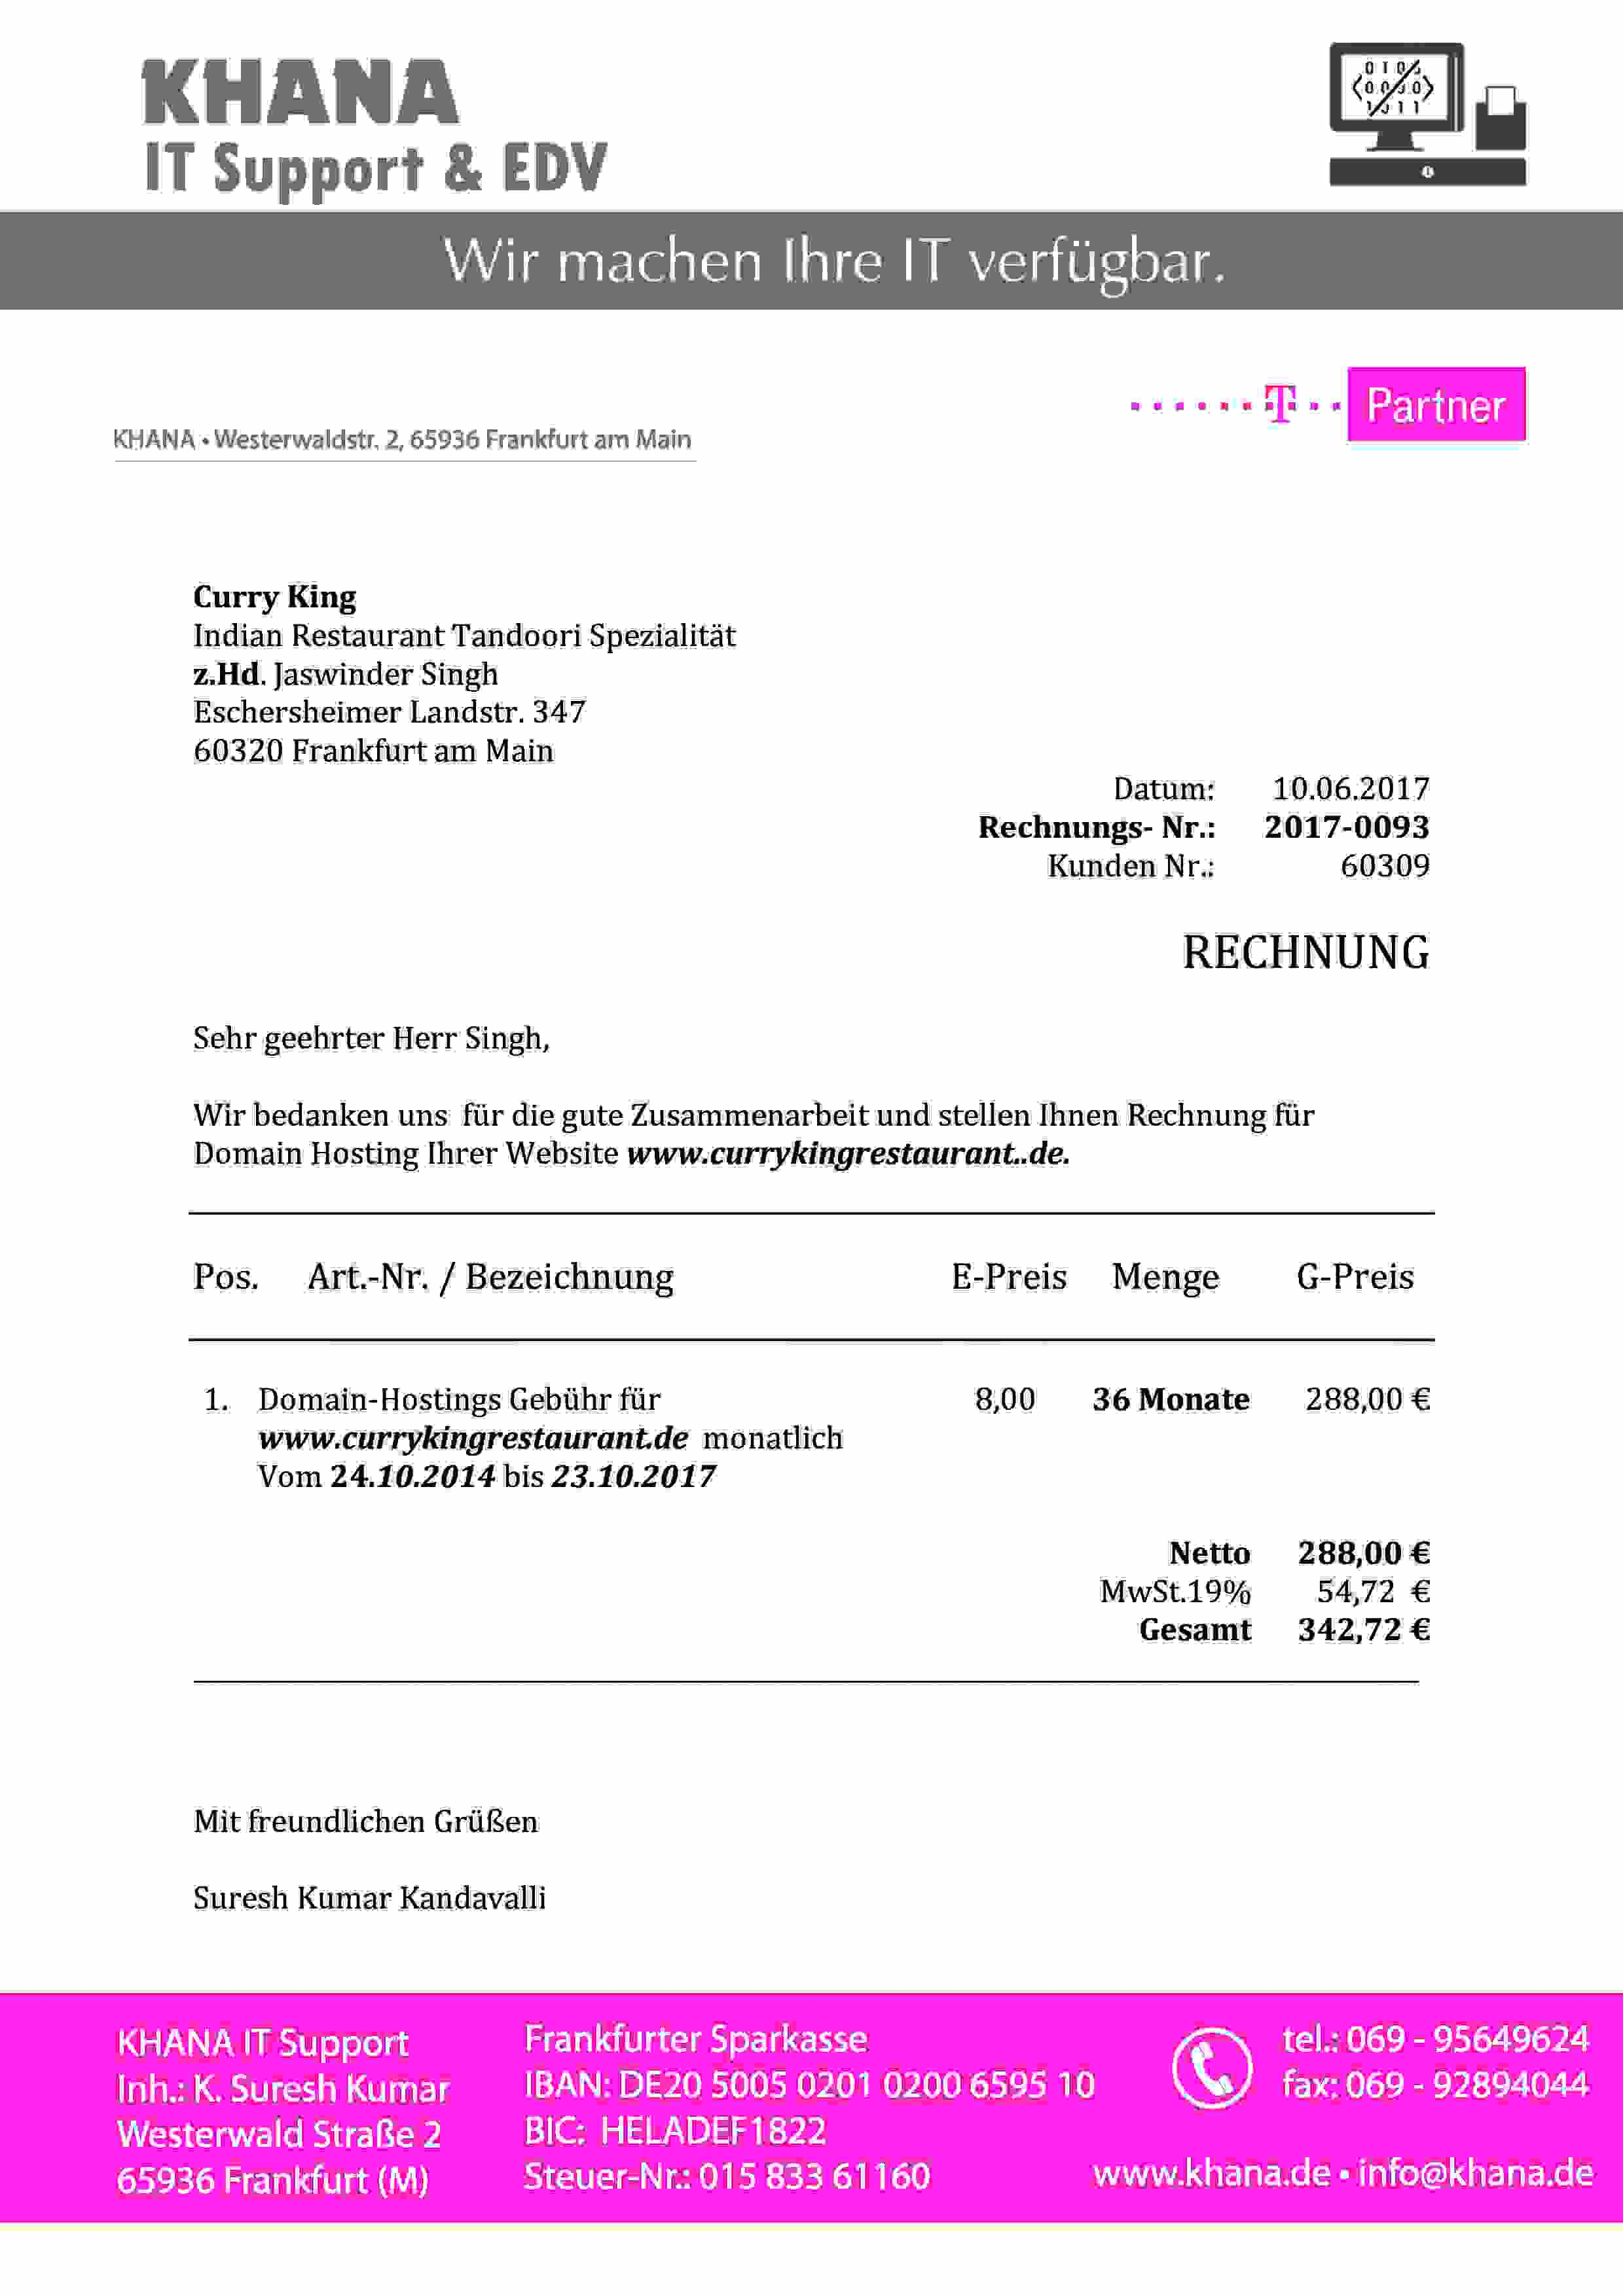 KHANA
IT Support & EDV
Wir machen Ihre IT verfügbar.
T Partner
KHANA • Westerwaldstr. 2, 65936 Frankfurt am Main
Curry King
Indian Restaurant Tandoori Spezialität
z.Hd. Jaswinder Singh
Eschersheimer Landstr. 347
60320 Frankfurt am Main
Datum: 10.06.2017
Rechnungs- Nr.: 2017-0093
Kunden Nr.: 60309
RECHNUNG
Sehr geehrter Herr Singh,
Wir bedanken uns für die gute Zusammenarbeit und stellen Ihnen Rechnung für
Domain Hosting Ihrer Website www.currykingrestaurant..de.
Pos. Art.-Nr. / Bezeichnung E-Preis Menge G-Preis
1. Domain-Hostings Gebühr für 8,00 36 Monate 288,00 €
www.currykingrestaurant.de monatlich
Vom 24.10.2014 bis 23.10.2017
Netto 288,00 €
MwSt.19% 54,72 €
Gesamt 342,72 €
Mit freundlichen Grüßen
Suresh Kumar Kandavalli
KHANA IT Support
Inh.: K. Suresh Kumar
Westerwald Straße 2
65936 Frankfurt (M)
Frankfurter Sparkasse
IBAN: DE20 5005 0201 0200 6595 10
BIC: HELADEF1822
Steuer-Nr.: 015 833 61160
tel.: 069 - 95649624
fax: 069 - 92894044
www.khana.de • info@khana.de